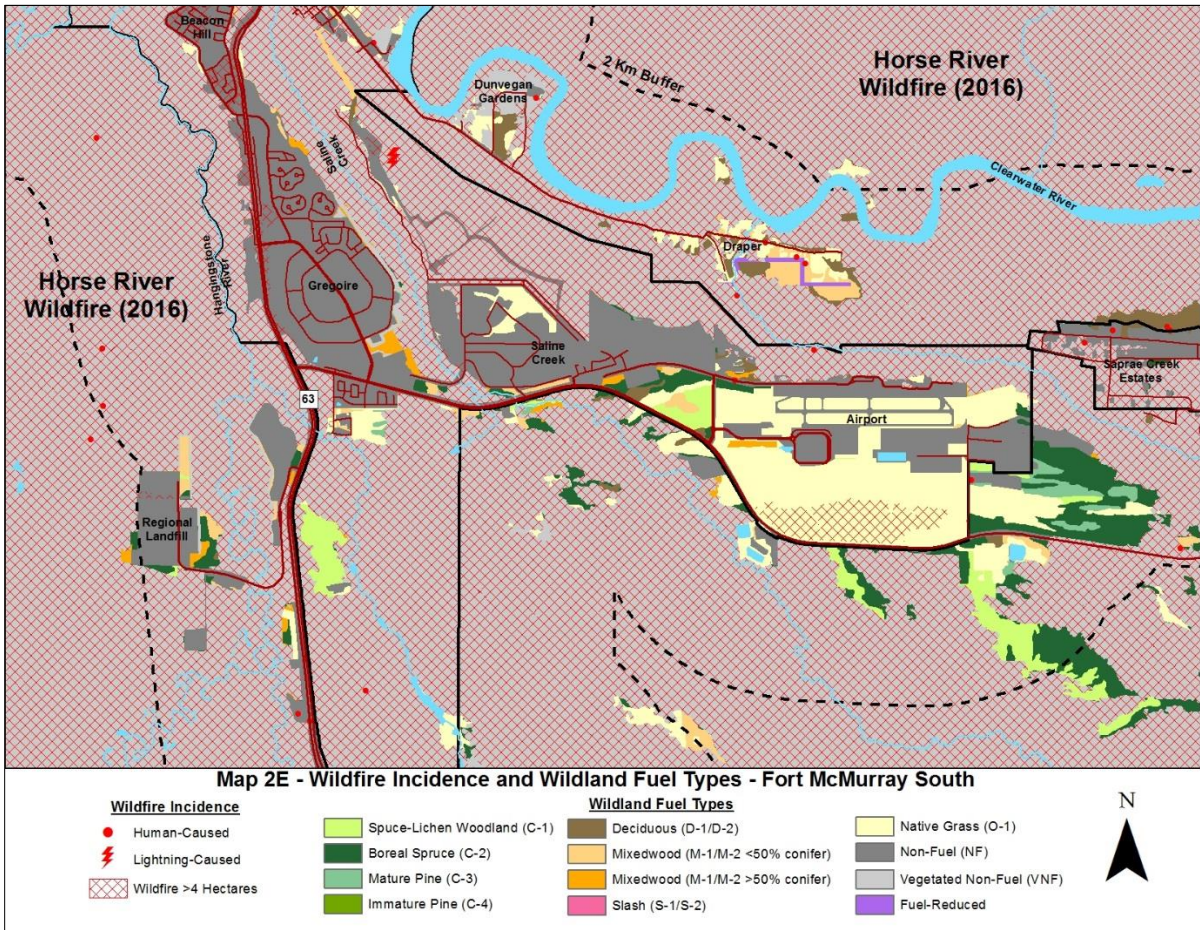 Beacon
Hill
Dunvegan
Gardens
2 Km Buffer
Horse River
Wildfire (2016)
Saline
Creek
Clearwater River
Hangingstone
River
Draper
Horse River
Wildfire (2016)
Gregoire
Saline
Creek
Saprae Creek
Estates
63
Airport
Regional
Landfill
Map 2E - Wildfire Incidence and Wildland Fuel Types - Fort McMurray South
Wildfire Incidence
Human-Caused
Lightning-Caused
Wildfire >4 Hectares
Wildland Fuel Types
Spuce-Lichen Woodland (C-1)
Boreal Spruce (C-2)
Mature Pine (C-3)
Immature Pine (C-4)
Deciduous (D-1/D-2)
Mixedwood (M-1/M-2 <50% conifer)
Mixedwood (M-1/M-2 >50% conifer)
Slash (S-1/S-2)
Native Grass (O-1)
Non-Fuel (NF)
Vegetated Non-Fuel (VNF)
Fuel-Reduced
N